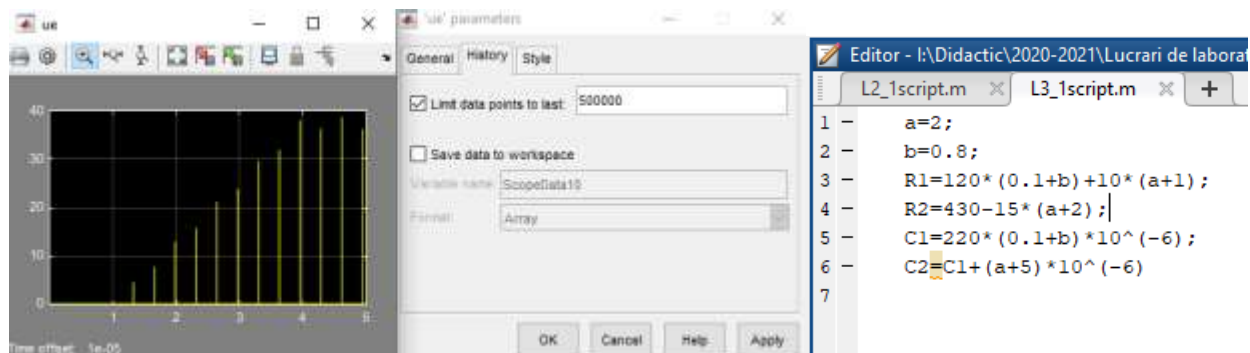 ue
40
30
20
10
0
1 2 3 4 5
Time offset: 1e-05
'ue' parameters
General History Style
Limit data points to last: 500000
Save data to workspace
Variable name: ScopeData10
Format: Array
OK Cancel Help Apply
Editor - I:\Didactic\2020-2021\Lucrari de laborat
L2_1script.m × L3_1script.m × +
1 – a=2;
2 – b=0.8;
3 – R1=120*(0.1+b)+10*(a+1);
4 – R2=430-15*(a+2);
5 – C1=220*(0.1+b)*10^(-6);
6 – C2=C1+(a+5)*10^(-6)
7